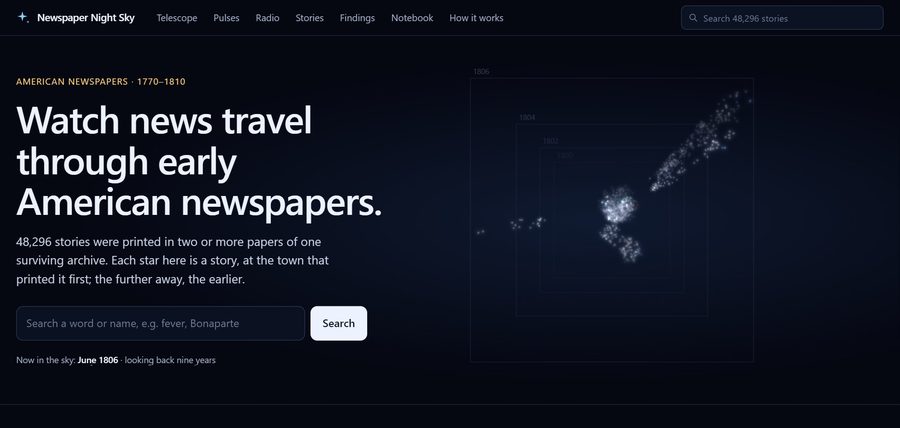 Newspaper Night Sky
Telescope
Pulses
Radio
Stories
Findings
Notebook
How it works
Search 48,296 stories
AMERICAN NEWSPAPERS · 1770–1810
Watch news travel
through early
American newspapers.
48,296 stories were printed in two or more papers of one
surviving archive. Each star here is a story, at the town that
printed it first; the further away, the earlier.
Search a word or name, e.g. fever, Bonaparte
Search
Now in the sky: June 1806 · looking back nine years
1806
1804
1802
1800